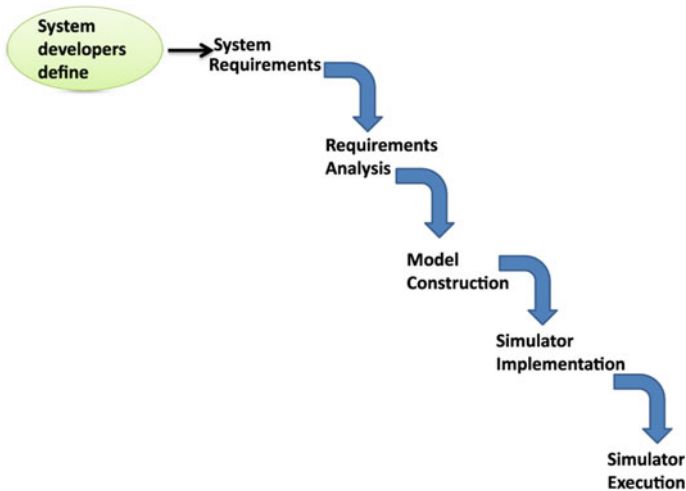 System
developers
define
System
Requirements
Requirements
Analysis
Model
Construction
Simulator
Implementation
Simulator
Execution